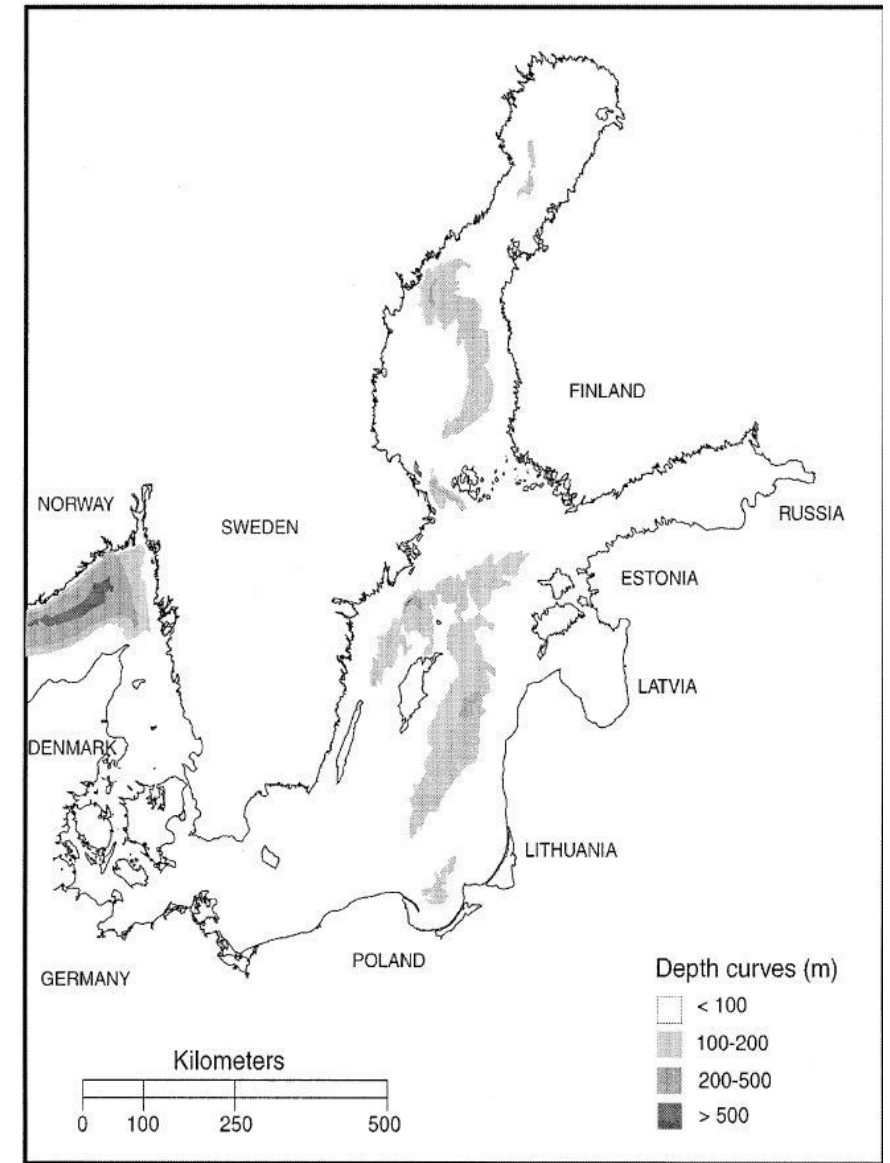 FINLAND
NORWAY
SWEDEN
RUSSIA
ESTONIA
LATVIA
DENMARK
LITHUANIA
POLAND
GERMANY
Depth curves (m)
< 100
100-200
200-500
> 500
Kilometers
0 100 250 500